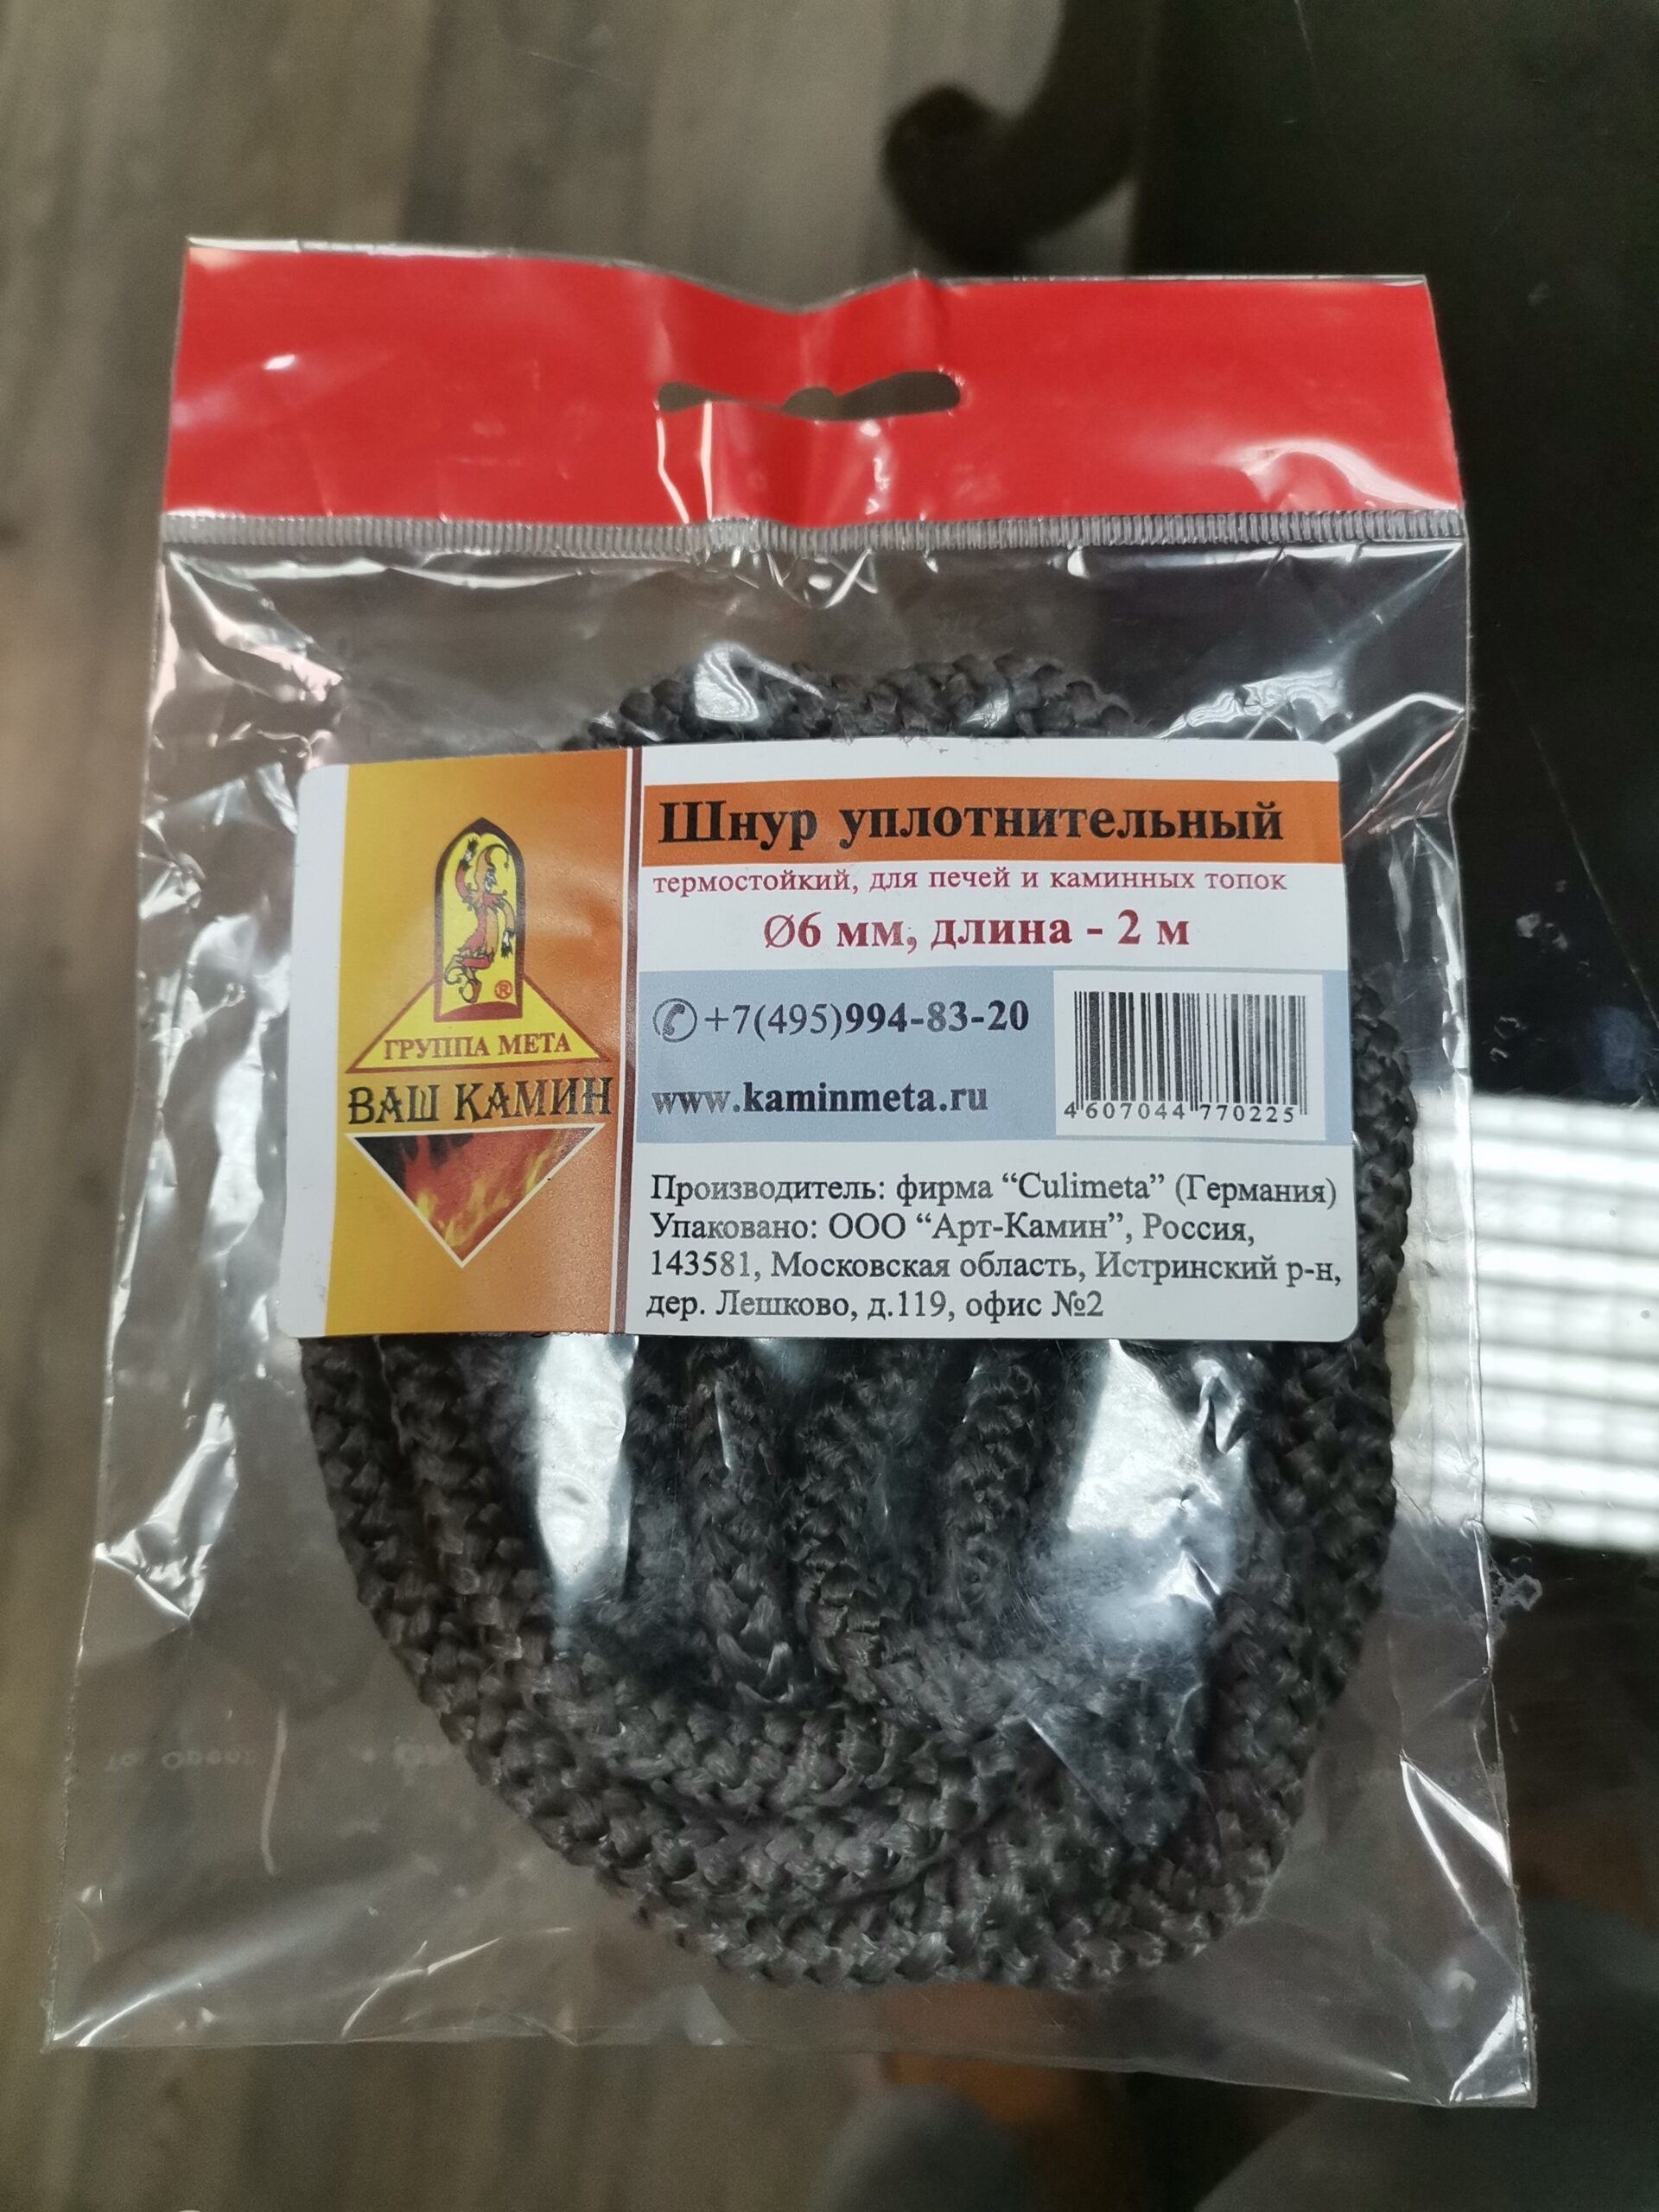 Шнур уплотнительный
термостойкий, для печей и каминных топок
Ø6 мм, длина - 2 м
®
ГРУППА МЕТА
ВАШ КАМИН
+7(495)994-83-20
www.kaminmeta.ru
4 607044 770225
Производитель: фирма “Culimeta” (Германия)
Упаковано: ООО “Арт-Камин”, Россия,
143581, Московская область, Истринский р-н,
дер. Лешково, д.119, офис №2